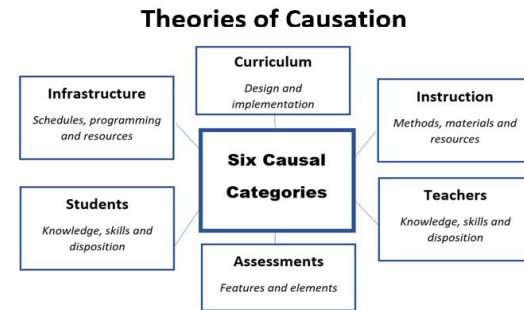 Theories of Causation
Curriculum
Design and
implementation
Infrastructure
Schedules, programming
and resources
Instruction
Methods, materials and
resources
Six Causal
Categories
Students
Knowledge, skills and
disposition
Teachers
Knowledge, skills and
disposition
Assessments
Features and elements